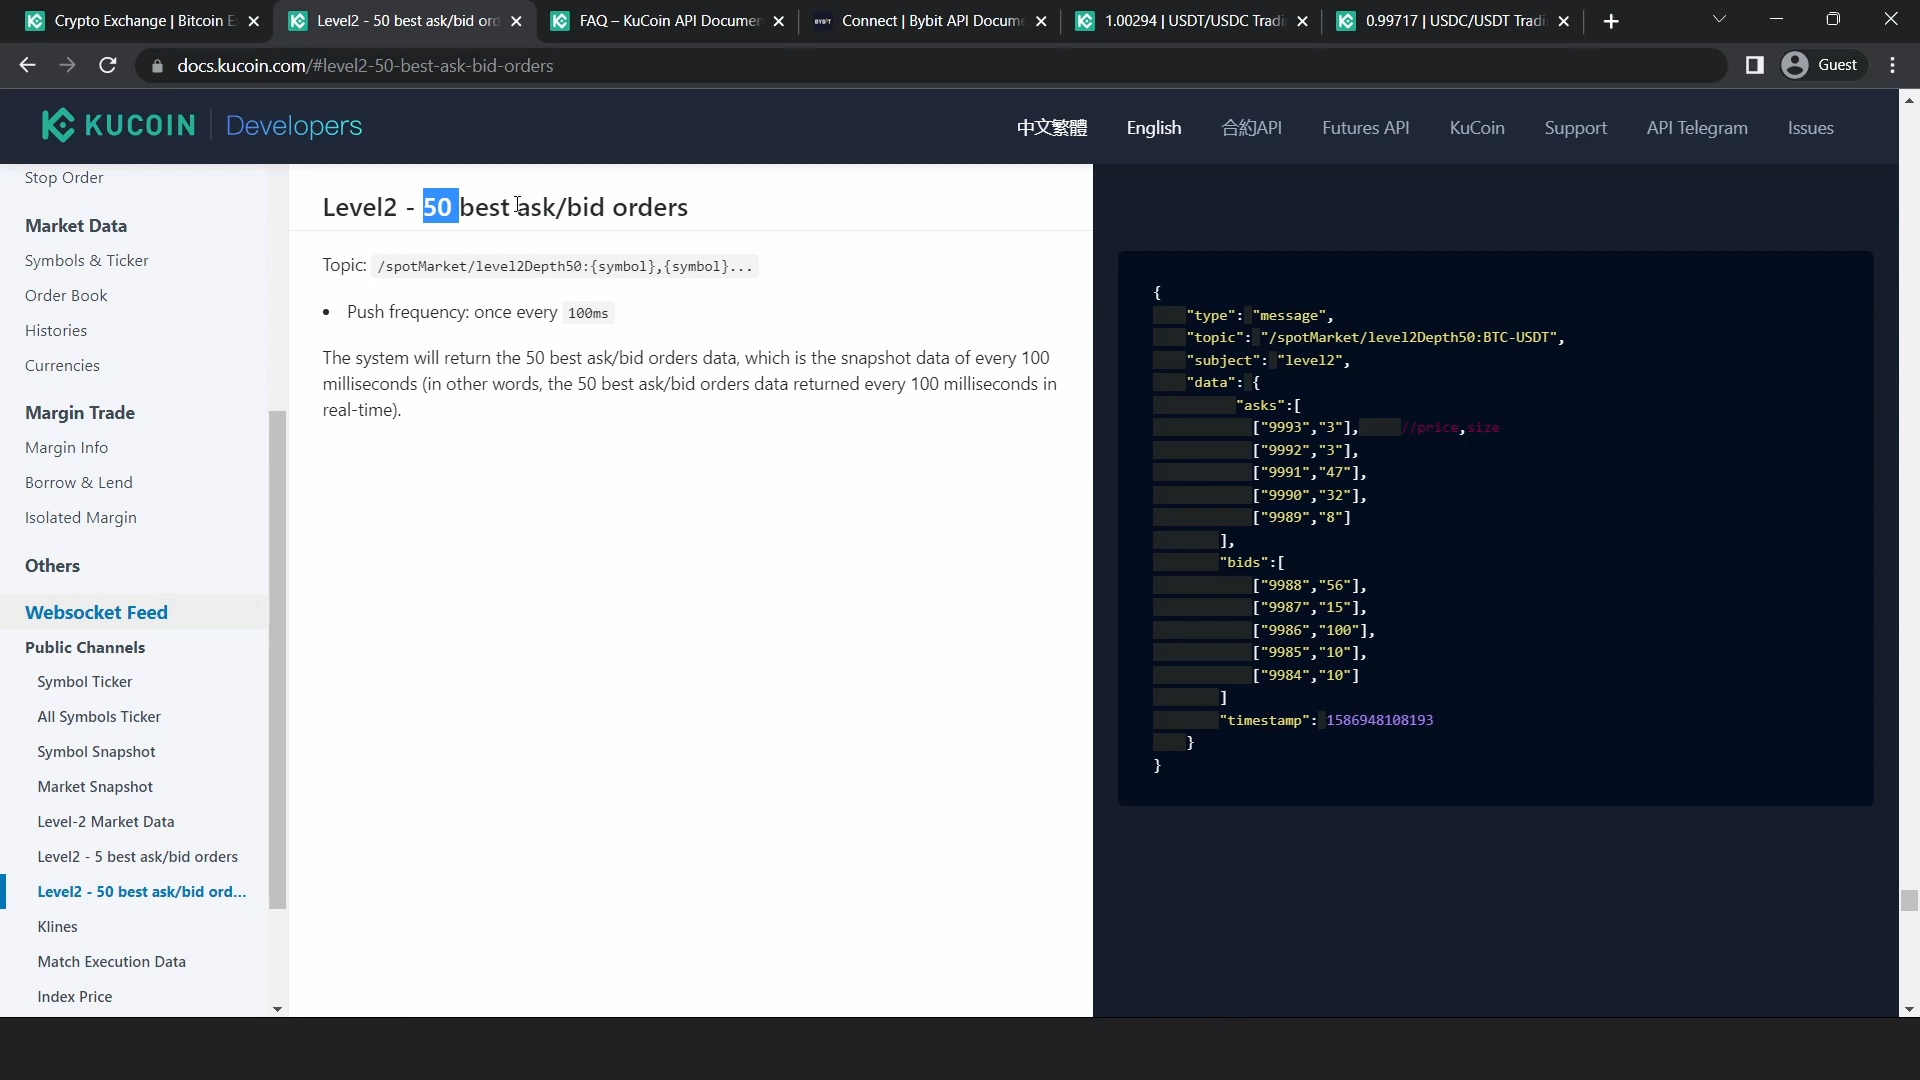 Crypto Exchange | Bitcoin E
Level2 - 50 best ask/bid ord
FAQ – KuCoin API Documen
BYBIT
Connect | Bybit API Docume
1.00294 | USDT/USDC Tradi
0.99717 | USDC/USDT Tradi
docs.kucoin.com/#level2-50-best-ask-bid-orders
Guest
KUCOIN
Developers
中文繁體
English
合約API
Futures API
KuCoin
Support
API Telegram
Issues
Stop Order
Market Data
Symbols & Ticker
Order Book
Histories
Currencies
Margin Trade
Margin Info
Borrow & Lend
Isolated Margin
Others
Websocket Feed
Public Channels
Symbol Ticker
All Symbols Ticker
Symbol Snapshot
Market Snapshot
Level-2 Market Data
Level2 - 5 best ask/bid orders
Level2 - 50 best ask/bid ord...
Klines
Match Execution Data
Index Price
Level2 - 50 best ask/bid orders
Topic: /spotMarket/level2Depth50:{symbol},{symbol}...
• Push frequency: once every 100ms
The system will return the 50 best ask/bid orders data, which is the snapshot data of every 100
milliseconds (in other words, the 50 best ask/bid orders data returned every 100 milliseconds in
real-time).
{
"type": "message",
"topic": "/spotMarket/level2Depth50:BTC-USDT",
"subject": "level2",
"data": {
"asks":[
["9993","3"], //price,size
["9992","3"],
["9991","47"],
["9990","32"],
["9989","8"]
],
"bids":[
["9988","56"],
["9987","15"],
["9986","100"],
["9985","10"],
["9984","10"]
]
"timestamp": 1586948108193
}
}